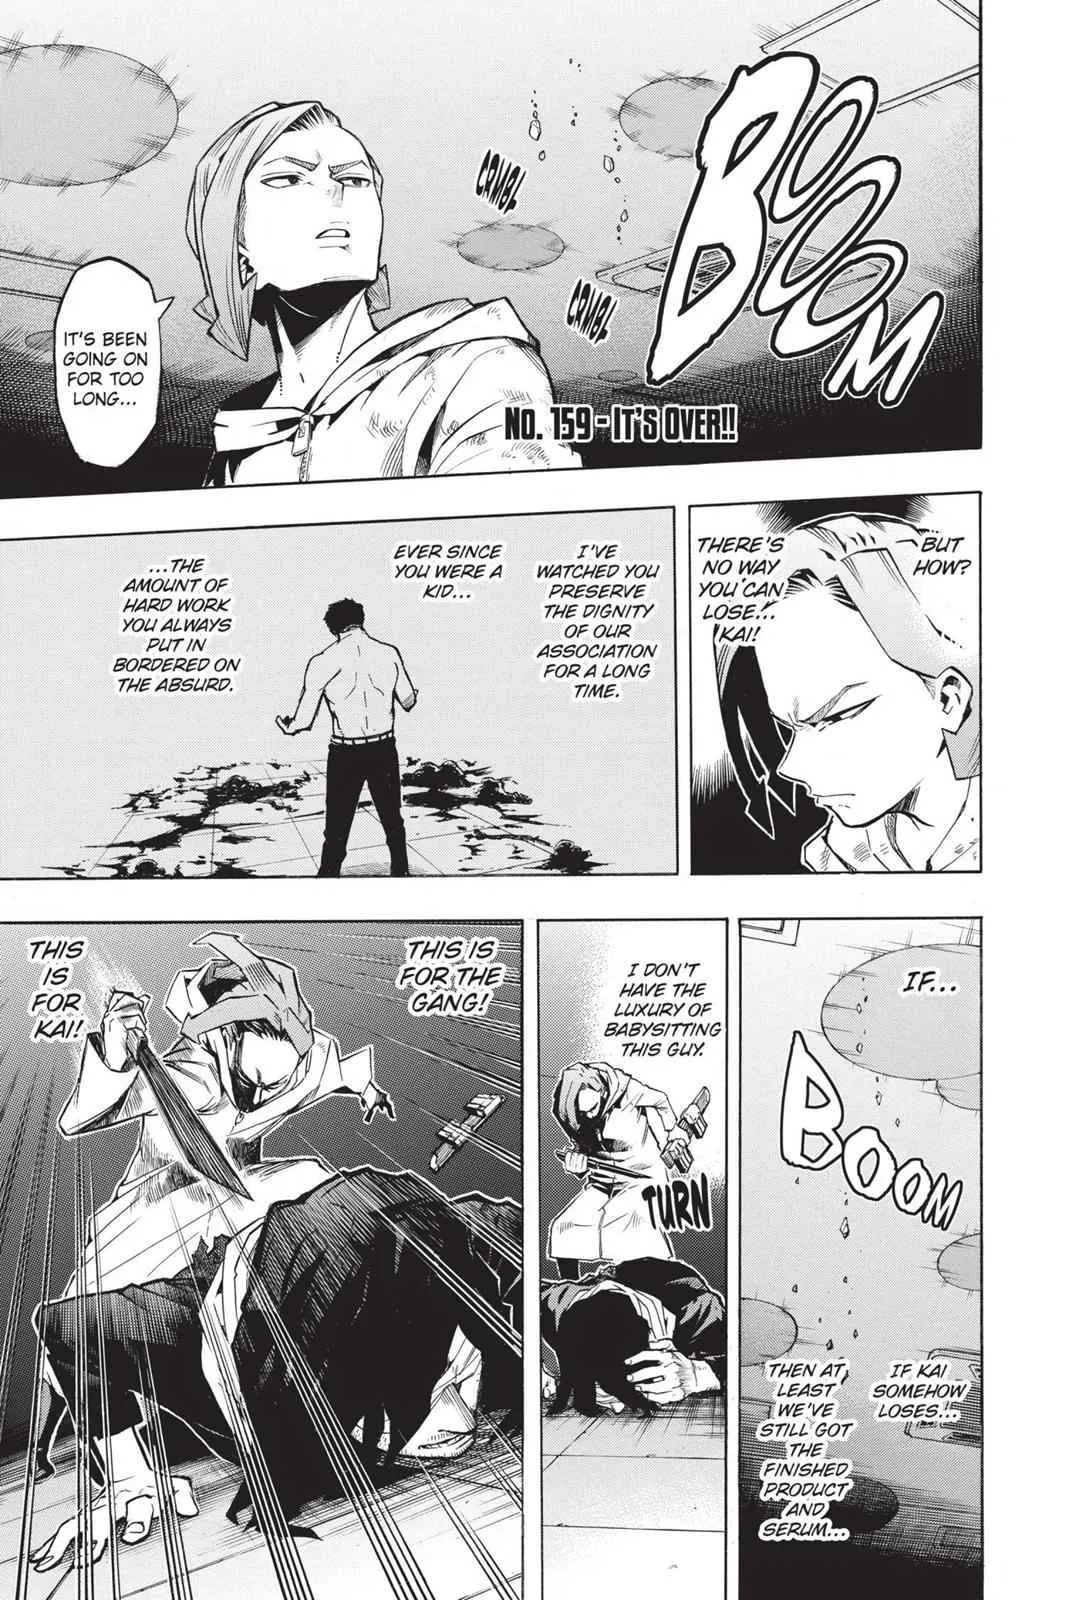 BOOOOM
CRMBL
CRMBL
IT'S BEEN
GOING ON
FOR TOO
LONG...
No. 159 - IT'S OVER!!
BUT
HOW?
THERE'S
NO WAY
YOU CAN
LOSE...
KAI!
I'VE
WATCHED YOU
PRESERVE
THE DIGNITY
OF OUR
ASSOCIATION
FOR A LONG
TIME.
EVER SINCE
YOU WERE A
KID...
...THE
AMOUNT OF
HARD WORK
YOU ALWAYS
PUT IN
BORDERED ON
THE ABSURD.
IF...
BOOOM
IF KAI
SOMEHOW
LOSES...
THEN AT
LEAST
WE'VE
STILL GOT
THE
FINISHED
PRODUCT
AND
SERUM...
I DON'T
HAVE THE
LUXURY OF
BABYSITTING
THIS GUY.
TURN
THIS IS
FOR THE
GANG!
THIS
IS
FOR
KAI!